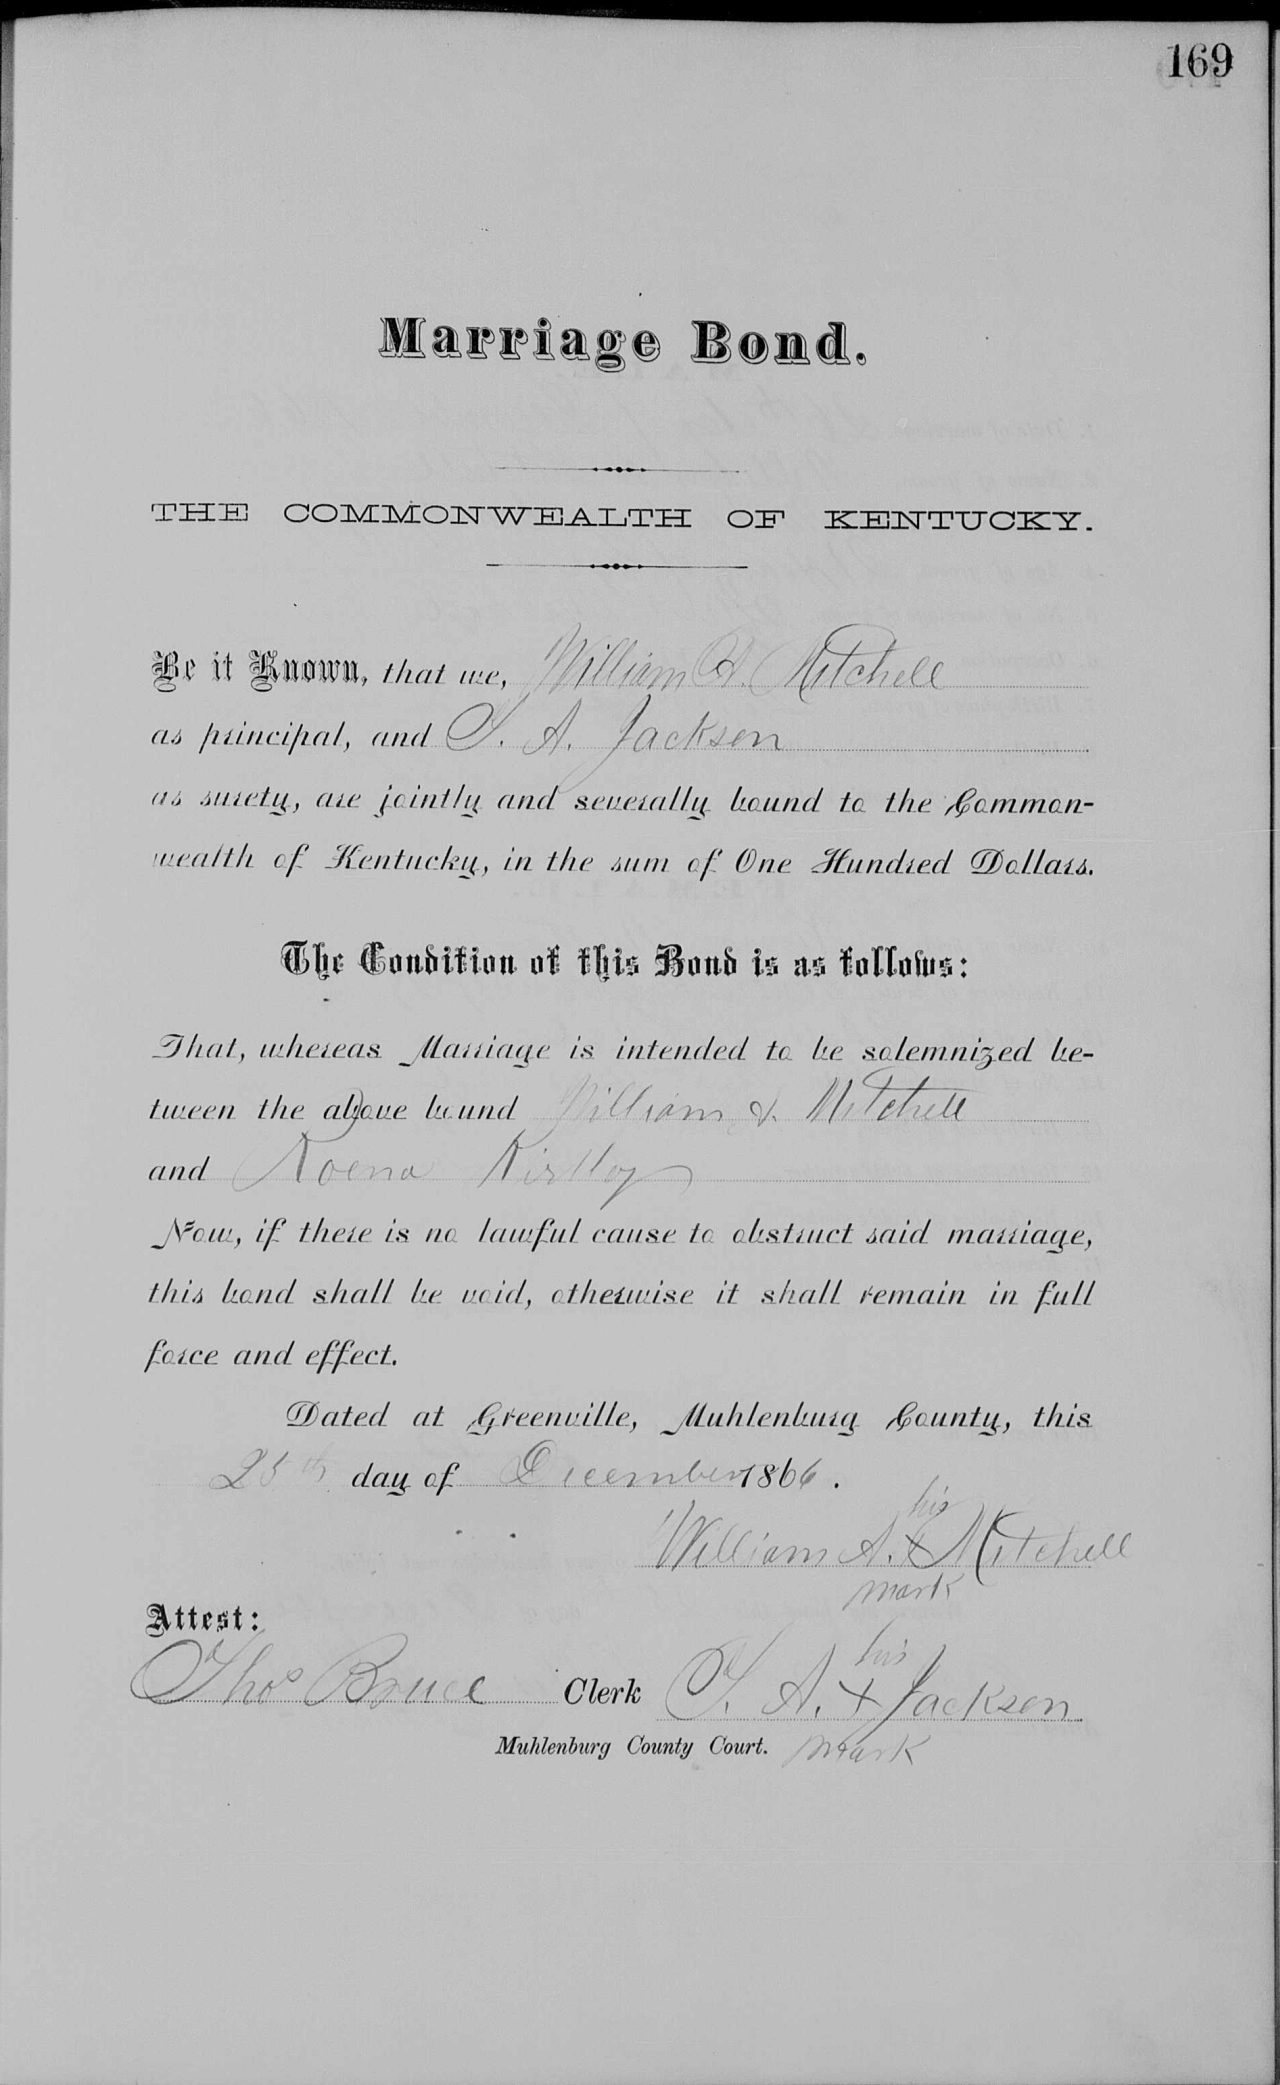 169
Marriage Bond.
THE COMMONWEALTH OF KENTUCKY.
Be it Known, that we, William A. Mitchell
as principal, and T. A. Jackson
as surety, are jointly and severally bound to the Common-
wealth of Kentucky, in the sum of One Hundred Dollars.
The Condition of this Bond is as follows:
That, whereas Marriage is intended to be solemnized be-
tween the above bound William A. Mitchell
and Roena
Now, if there is no lawful cause to obstruct said marriage,
this bond shall be void, otherwise it shall remain in full
force and effect.
Dated at Greenville, Muhlenburg County, this
25th day of December 1866.
his
William A. X Mitchell
mark
Attest:
his
Thos Bruce Clerk T. A. X Jackson
Muhlenburg County Court. mark